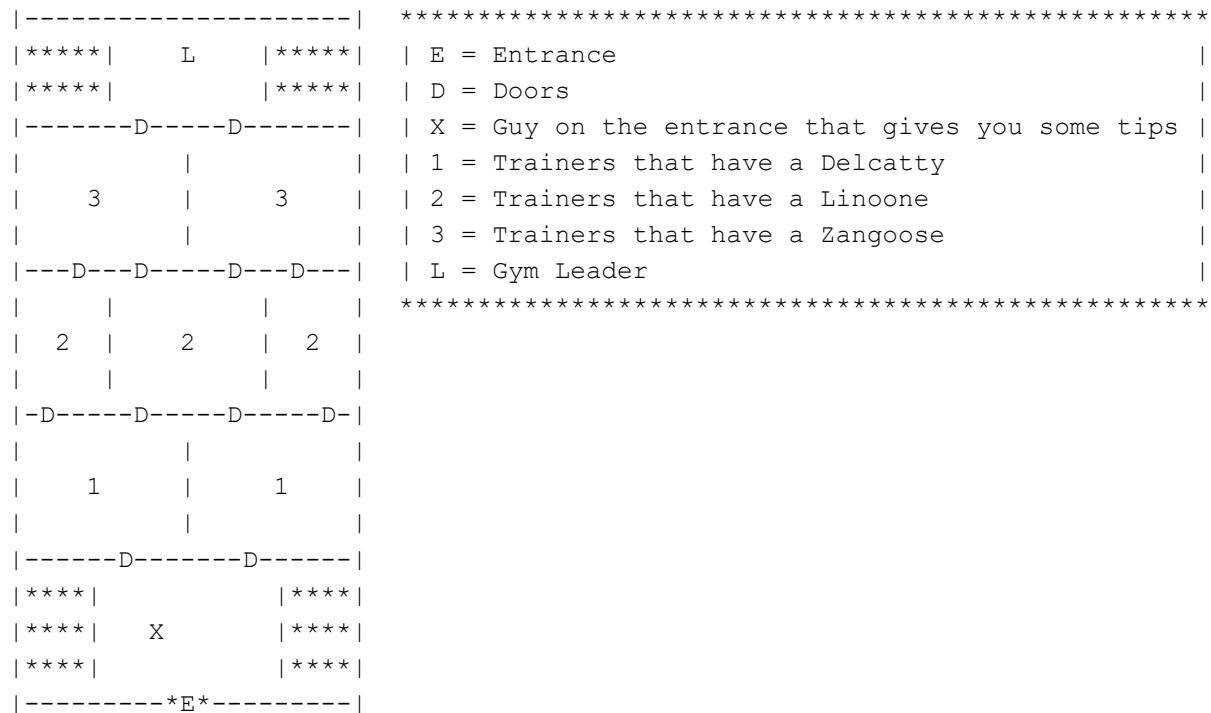 |----------------------| ****************************************************
|*****|    L    |*****| | E = Entrance |
|*****|         |*****| | D = Doors |
|-------D-----D-------| | X = Guy on the entrance that gives you some tips |
|          |          | | 1 = Trainers that have a Delcatty |
|    3     |     3    | | 2 = Trainers that have a Linoone |
|          |          | | 3 = Trainers that have a Zangoose |
|---D---D-----D---D---| | L = Gym Leader |
|     |         |     | ****************************************************
|  2  |    2    |  2  |
|     |         |     |
|-D-----D-----D-----D-|
|          |          |
|    1     |     1    |
|          |          |
|------D-------D------|
|****|           |****|
|****|   X       |****|
|****|           |****|
|---------*E*---------|